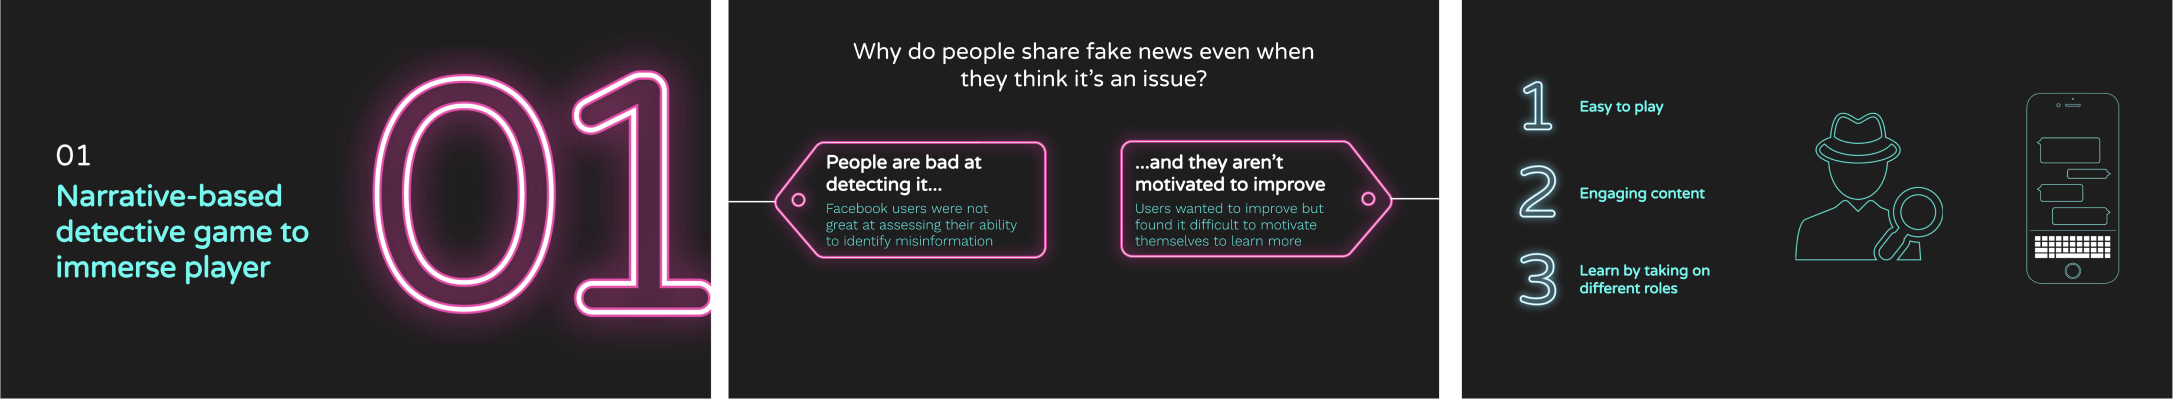 01
01
Narrative-based
detective game to
immerse player
Why do people share fake news even when
they think it's an issue?
People are bad at
detecting it...
Facebook users were not
great at assessing their ability
to identify misinformation
...and they aren't
motivated to improve
Users wanted to improve but
found it difficult to motivate
themselves to learn more
1
Easy to play
2
Engaging content
3
Learn by taking on
different roles